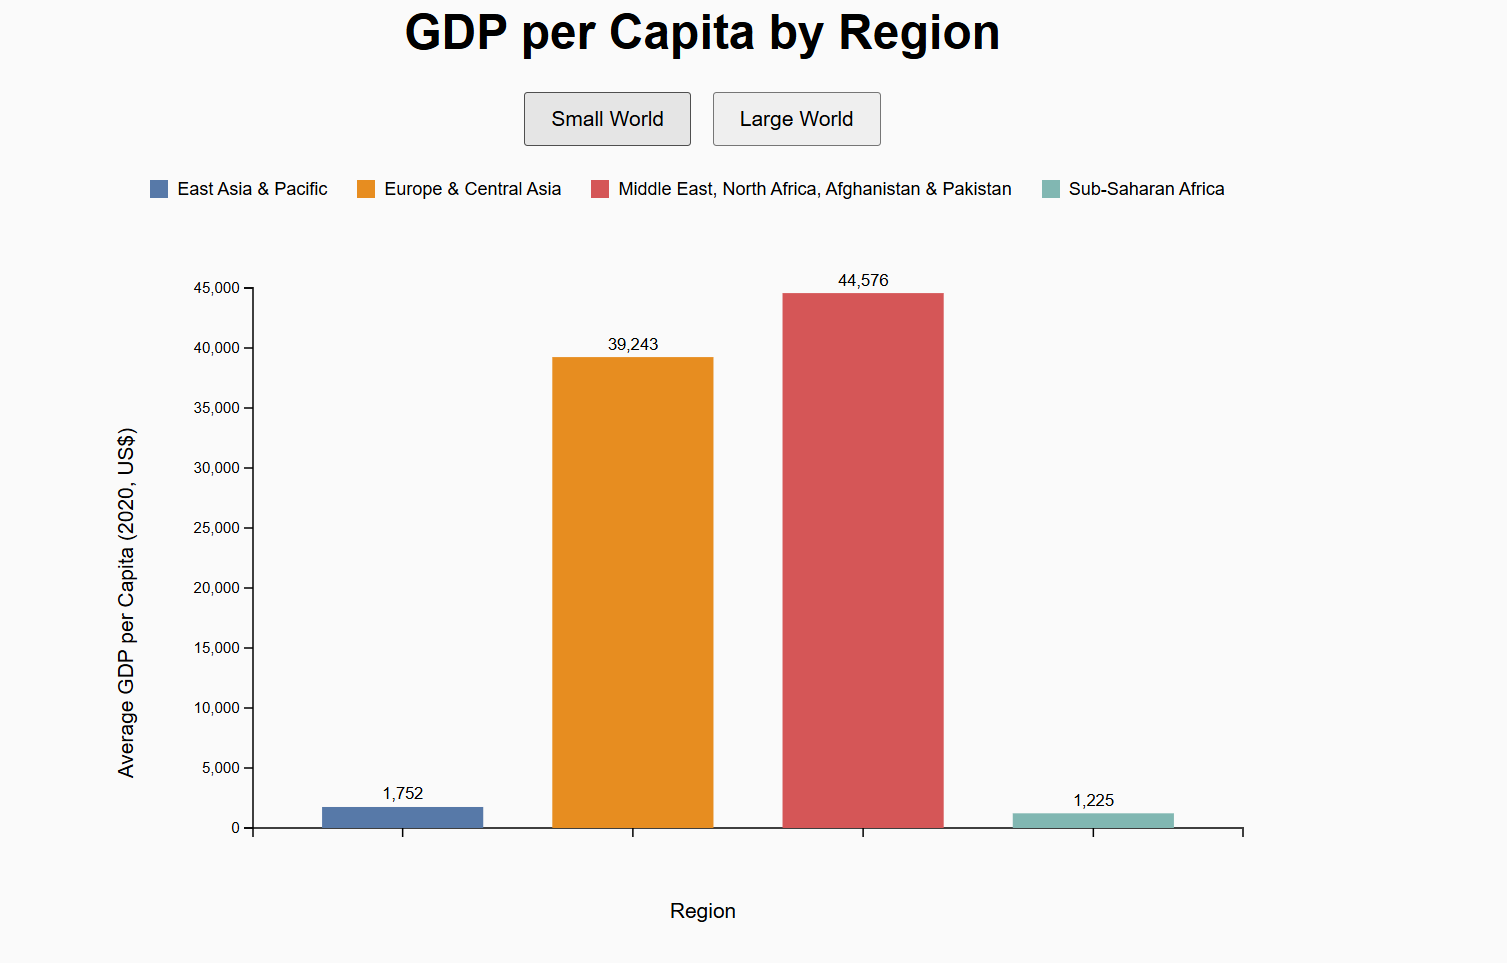 GDP per Capita by Region
Small World Large World
East Asia & Pacific Europe & Central Asia Middle East, North Africa, Afghanistan & Pakistan Sub-Saharan Africa
Average GDP per Capita (2020, US$)
45,000
40,000
35,000
30,000
25,000
20,000
15,000
10,000
5,000
0
1,752
39,243
44,576
1,225
Region